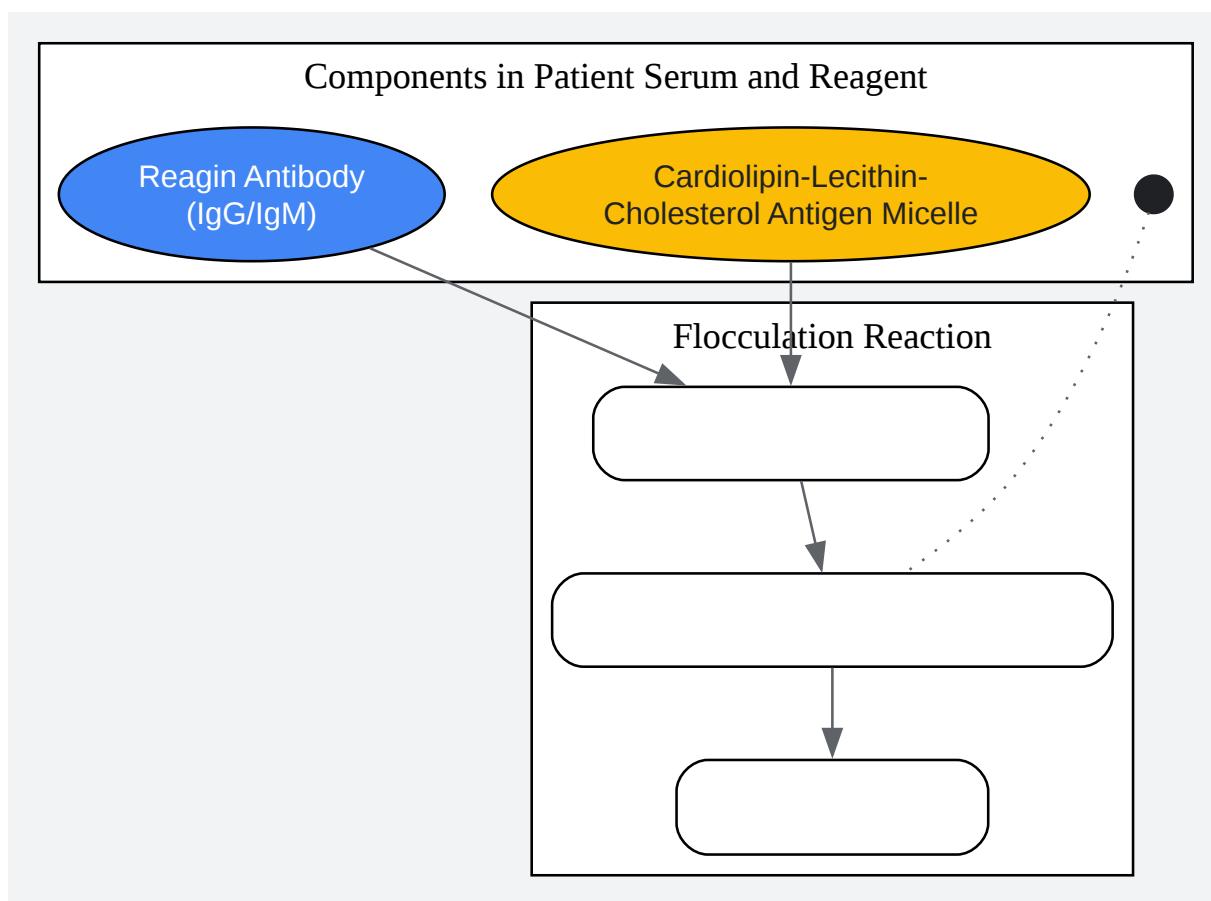 Components in Patient Serum and Reagent
Reagin Antibody
(IgG/IgM)
Cardiolipin-Lecithin-
Cholesterol Antigen Micelle
Flocculation Reaction